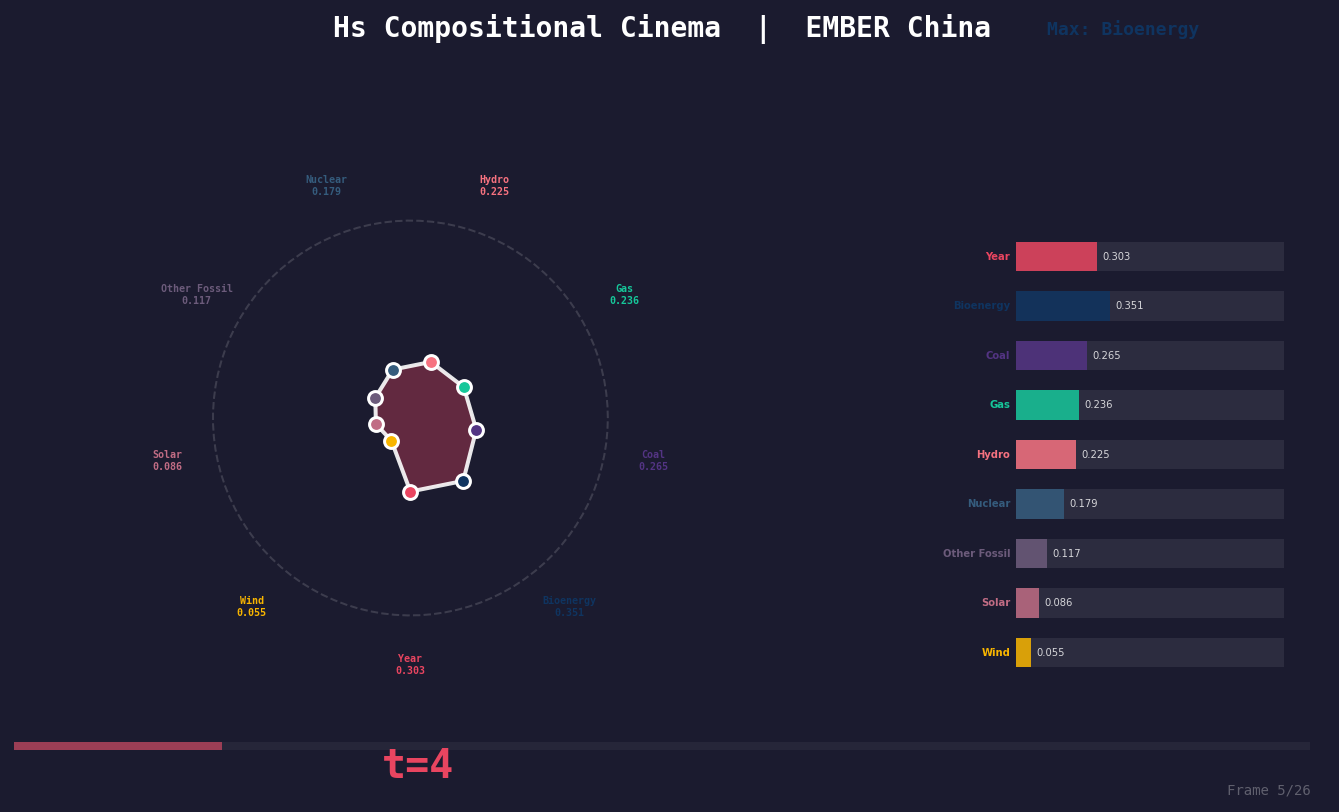 Hs Compositional Cinema | EMBER China
Max: Bioenergy
Nuclear
0.179
Hydro
0.225
Other Fossil
0.117
Gas
0.236
Solar
0.086
Coal
0.265
Wind
0.055
Bioenergy
0.351
Year
0.303
Year 0.303
Bioenergy 0.351
Coal 0.265
Gas 0.236
Hydro 0.225
Nuclear 0.179
Other Fossil 0.117
Solar 0.086
Wind 0.055
t=4
Frame 5/26